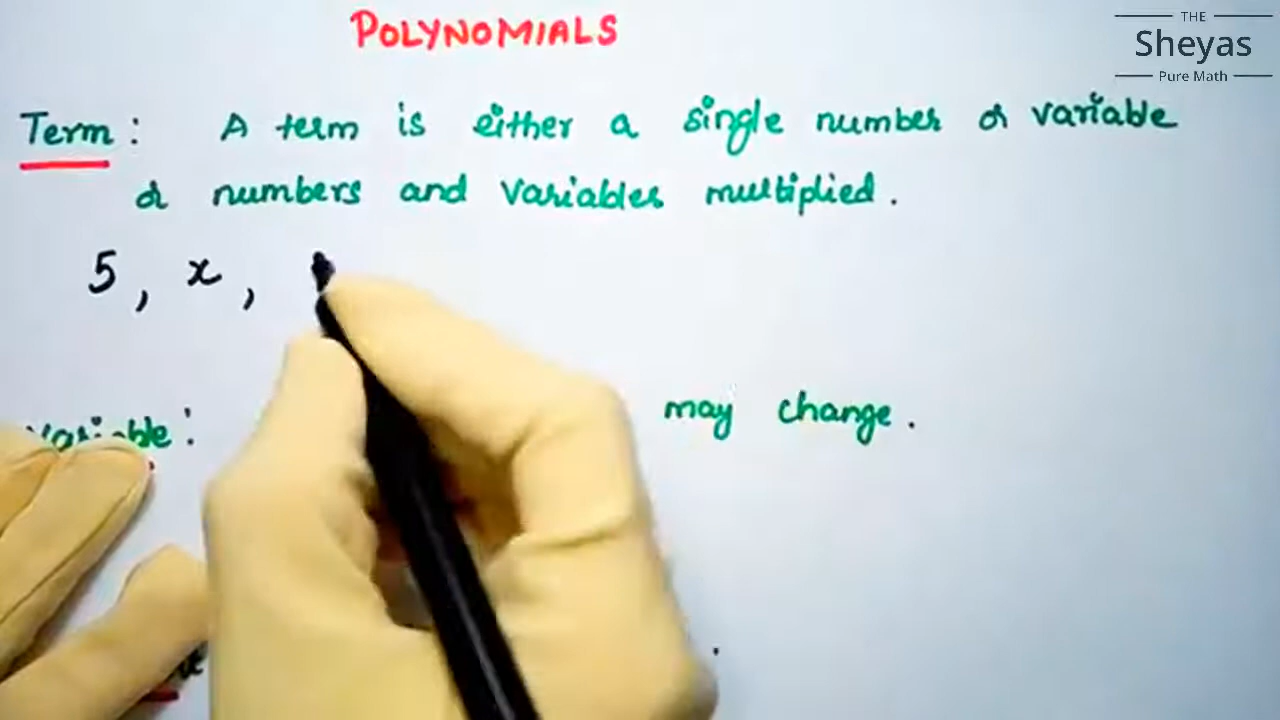 POLYNOMIALS
THE
Sheyas
Pure Math
Term : A term is either a single number or variable
or numbers and variables multiplied .
5 , x ,
variable : may change .